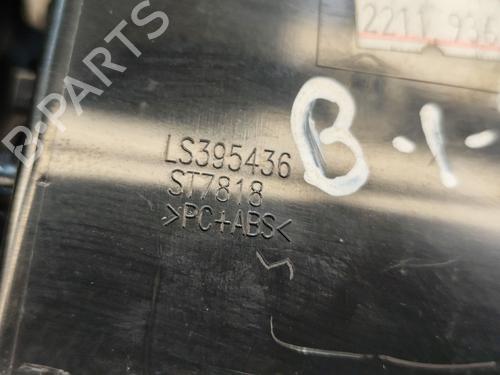 2211 936
B-1-
LS395436
ST7818
>PC+ABS<
B-PARTS